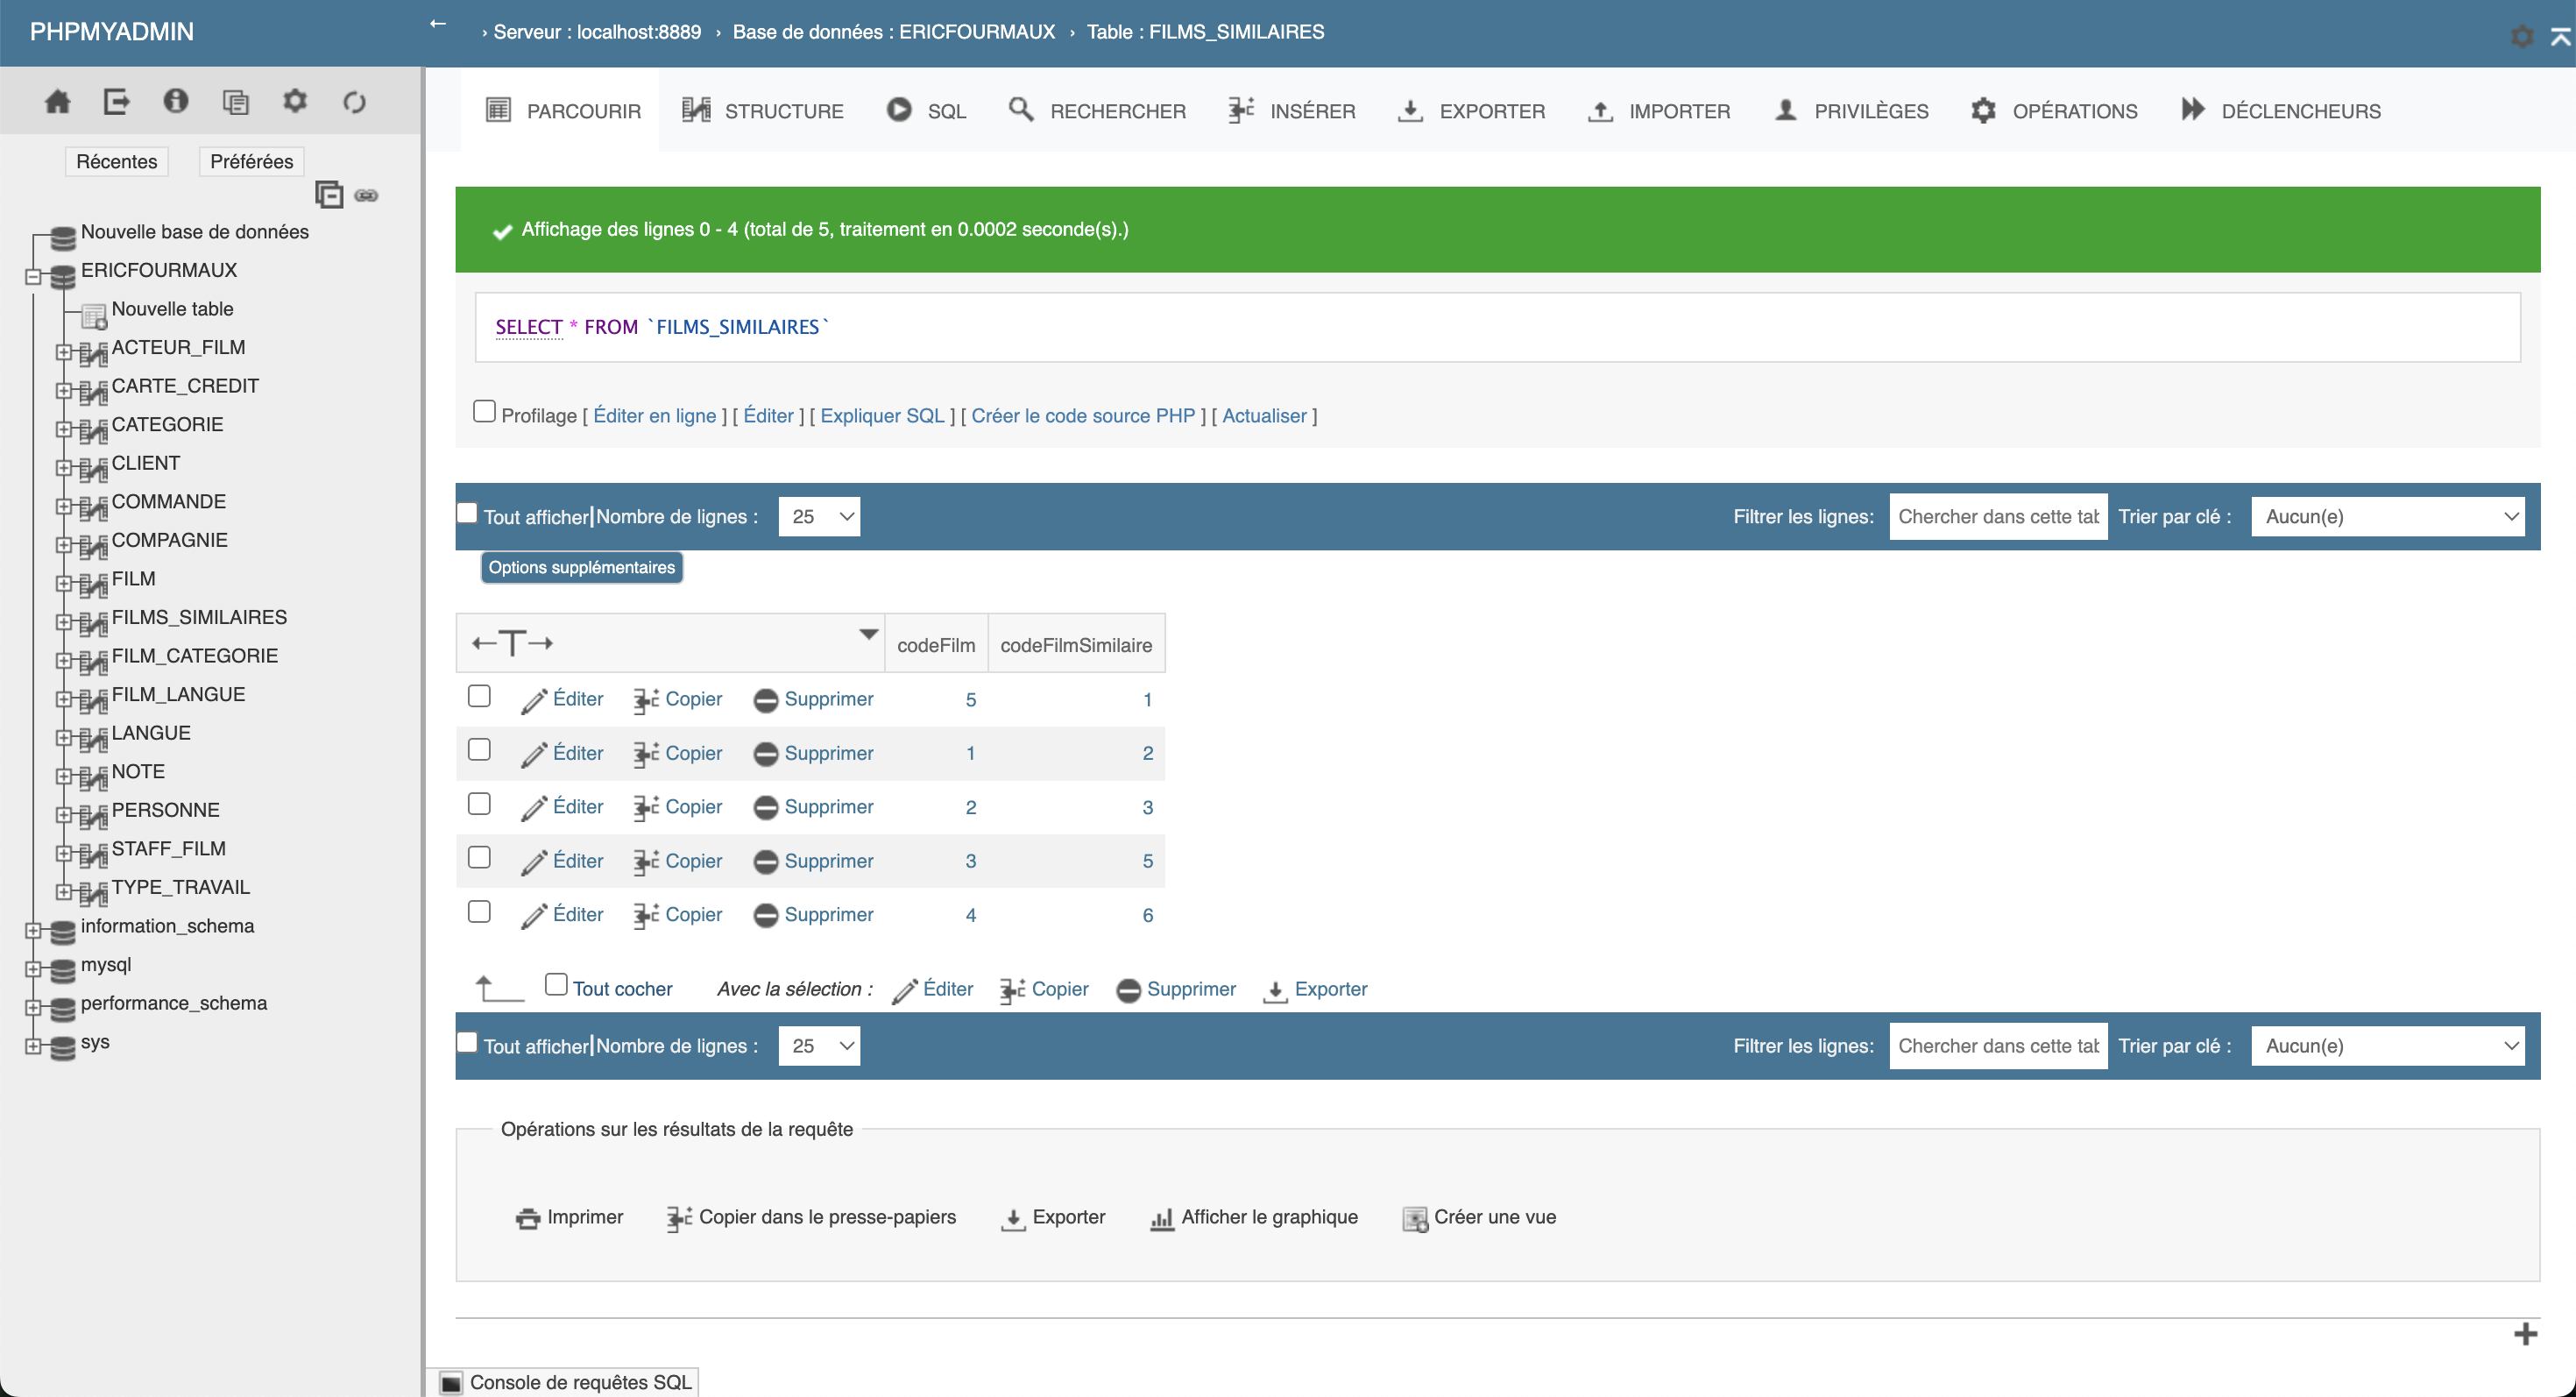 PHPMYADMIN
← › Serveur : localhost:8889 › Base de données : ERICFOURMAUX › Table : FILMS_SIMILAIRES
Récentes Préférées
Nouvelle base de données
ERICFOURMAUX
Nouvelle table
ACTEUR_FILM
CARTE_CREDIT
CATEGORIE
CLIENT
COMMANDE
COMPAGNIE
FILM
FILMS_SIMILAIRES
FILM_CATEGORIE
FILM_LANGUE
LANGUE
NOTE
PERSONNE
STAFF_FILM
TYPE_TRAVAIL
information_schema
mysql
performance_schema
sys
PARCOURIR STRUCTURE SQL RECHERCHER INSÉRER EXPORTER IMPORTER PRIVILÈGES OPÉRATIONS DÉCLENCHEURS
Affichage des lignes 0 - 4 (total de 5, traitement en 0.0002 seconde(s).)
SELECT * FROM `FILMS_SIMILAIRES`
Profilage [ Éditer en ligne ] [ Éditer ] [ Expliquer SQL ] [ Créer le code source PHP ] [ Actualiser ]
Tout afficher | Nombre de lignes : 25 Filtrer les lignes: Chercher dans cette tab Trier par clé : Aucun(e)
Options supplémentaires
←T→ codeFilm codeFilmSimilaire
Éditer Copier Supprimer 5 1
Éditer Copier Supprimer 1 2
Éditer Copier Supprimer 2 3
Éditer Copier Supprimer 3 5
Éditer Copier Supprimer 4 6
Tout cocher Avec la sélection : Éditer Copier Supprimer Exporter
Tout afficher | Nombre de lignes : 25 Filtrer les lignes: Chercher dans cette tab Trier par clé : Aucun(e)
Opérations sur les résultats de la requête
Imprimer Copier dans le presse-papiers Exporter Afficher le graphique Créer une vue
Console de requêtes SQL